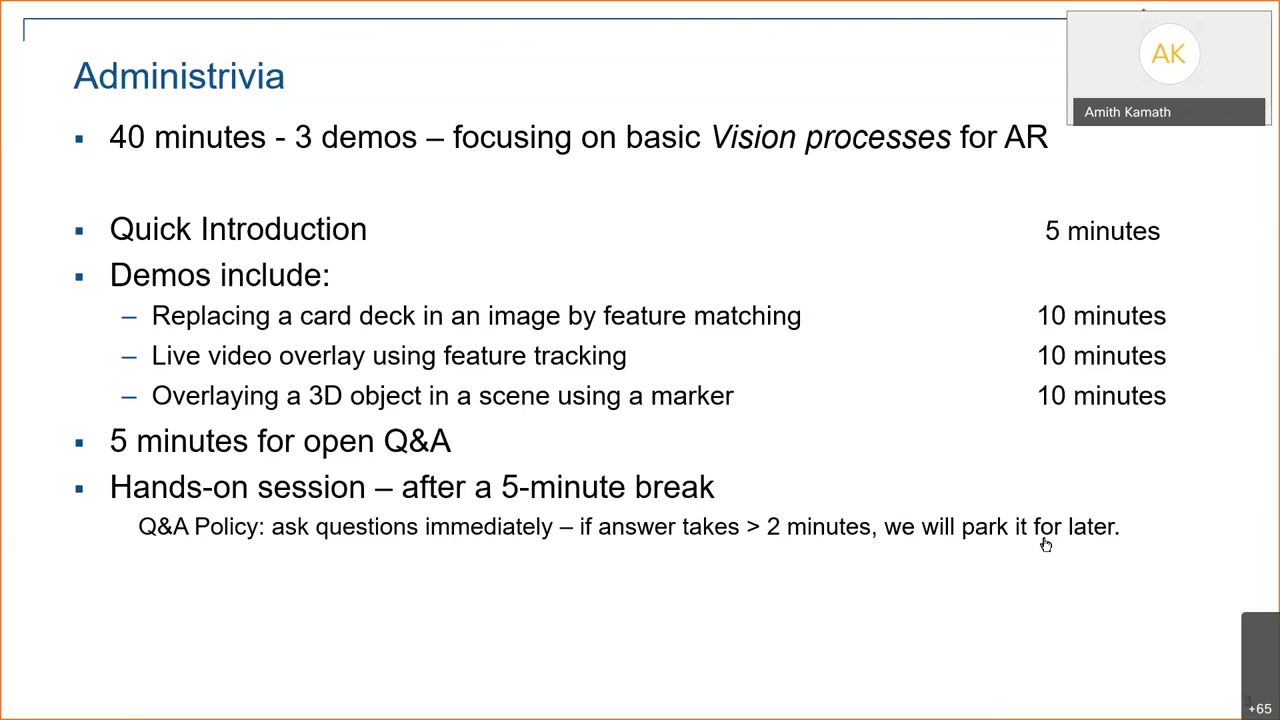 AK
Amith Kamath
Administrivia
▪ 40 minutes - 3 demos – focusing on basic Vision processes for AR
▪ Quick Introduction 5 minutes
▪ Demos include:
– Replacing a card deck in an image by feature matching 10 minutes
– Live video overlay using feature tracking 10 minutes
– Overlaying a 3D object in a scene using a marker 10 minutes
▪ 5 minutes for open Q&A
▪ Hands-on session – after a 5-minute break
Q&A Policy: ask questions immediately – if answer takes > 2 minutes, we will park it for later.
+65